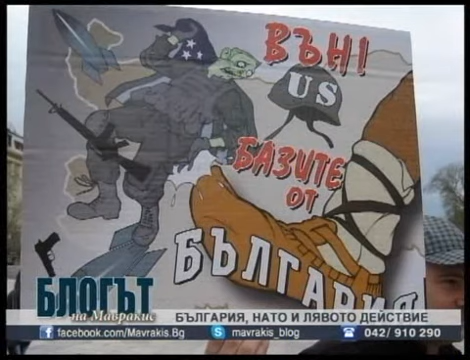 ВЪН!
US
БАЗИТЕ
ОТ
БЪЛГАРИЯ!
БЛОГЪТ
на Мавракис
БЪЛГАРИЯ, НАТО И ЛЯВОТО ДЕЙСТВИЕ
f facebook.com/Mavrakis.Bg
S mavrakis_blog
042/ 910 290